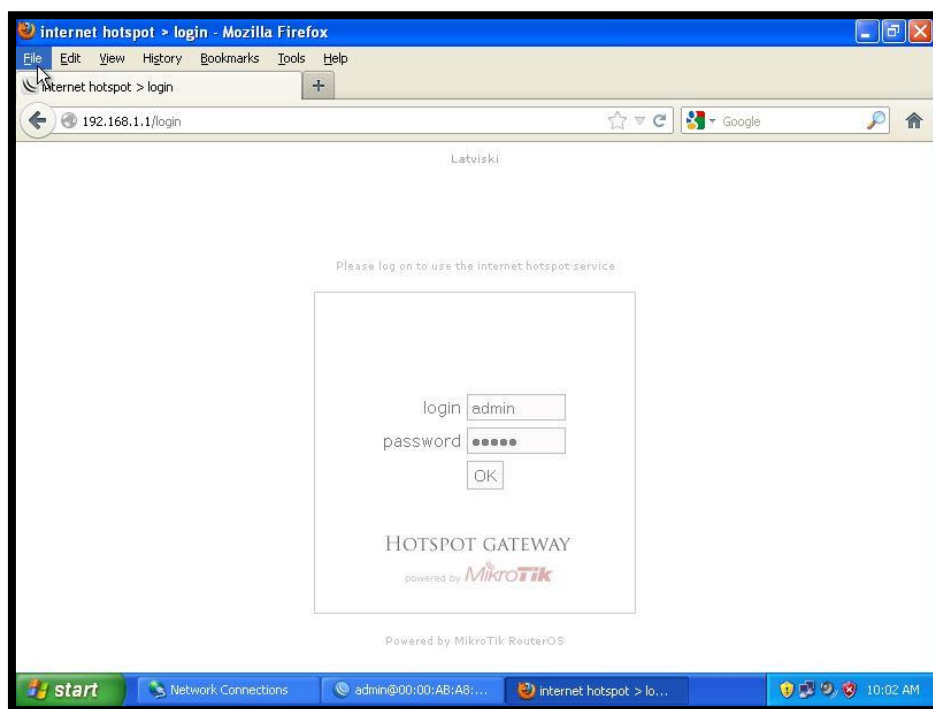 internet hotspot > login - Mozilla Firefox
File Edit View History Bookmarks Tools Help
internet hotspot > login
192.168.1.1/login
Google
Latviski
Please log on to use the internet hotspot service
login admin
password
OK
HOTSPOT GATEWAY
powered by MikroTik
Powered by MikroTik RouterOS
start Network Connections admin@00:00:AB:A8:... internet hotspot > lo... 10:02 AM